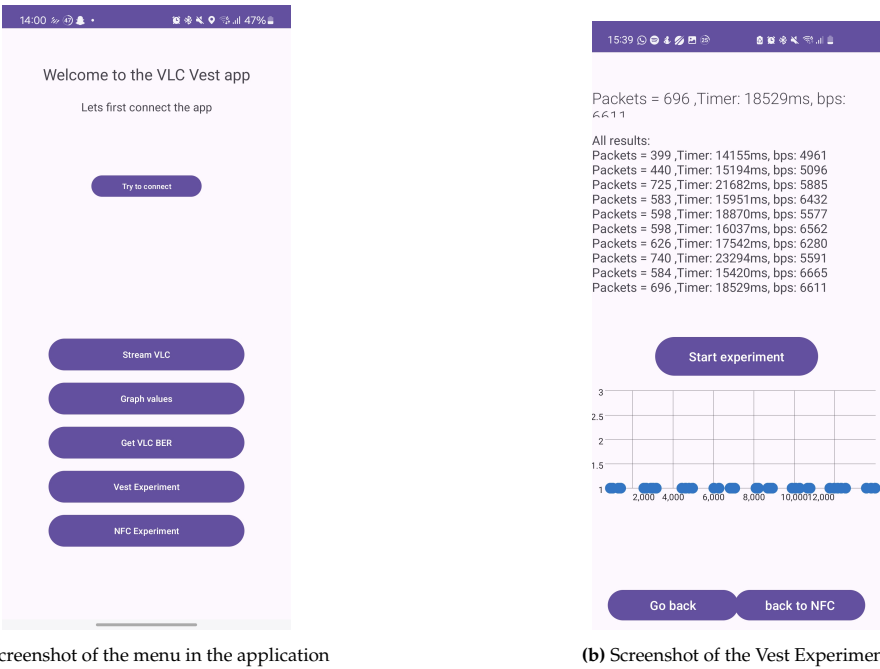 14:00 47%
Welcome to the VLC Vest app
Lets first connect the app
Try to connect
Stream VLC
Graph values
Get VLC BER
Vest Experiment
NFC Experiment
creenshot of the menu in the application
15:39
Packets = 696 ,Timer: 18529ms, bps:
6611
All results:
Packets = 399 ,Timer: 14155ms, bps: 4961
Packets = 440 ,Timer: 15194ms, bps: 5096
Packets = 725 ,Timer: 21682ms, bps: 5885
Packets = 583 ,Timer: 15951ms, bps: 6432
Packets = 598 ,Timer: 18870ms, bps: 5577
Packets = 598 ,Timer: 16037ms, bps: 6562
Packets = 626 ,Timer: 17542ms, bps: 6280
Packets = 740 ,Timer: 23294ms, bps: 5591
Packets = 584 ,Timer: 15420ms, bps: 6665
Packets = 696 ,Timer: 18529ms, bps: 6611
Start experiment
3
2.5
2
1.5
1
2,000 4,000 6,000 8,000 10,00012,000
Go back back to NFC
(b) Screenshot of the Vest Experimen